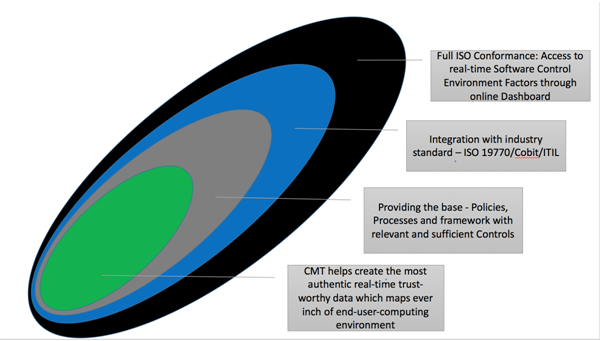 Full ISO Conformance: Access to
real-time Software Control
Environment Factors through
online Dashboard
Integration with industry
standard – ISO 19770/Cobit/ITIL
.
Providing the base - Policies,
Processes and framework with
relevant and sufficient Controls
CMT helps create the most
authentic real-time trust-
worthy data which maps ever
inch of end-user-computing
environment